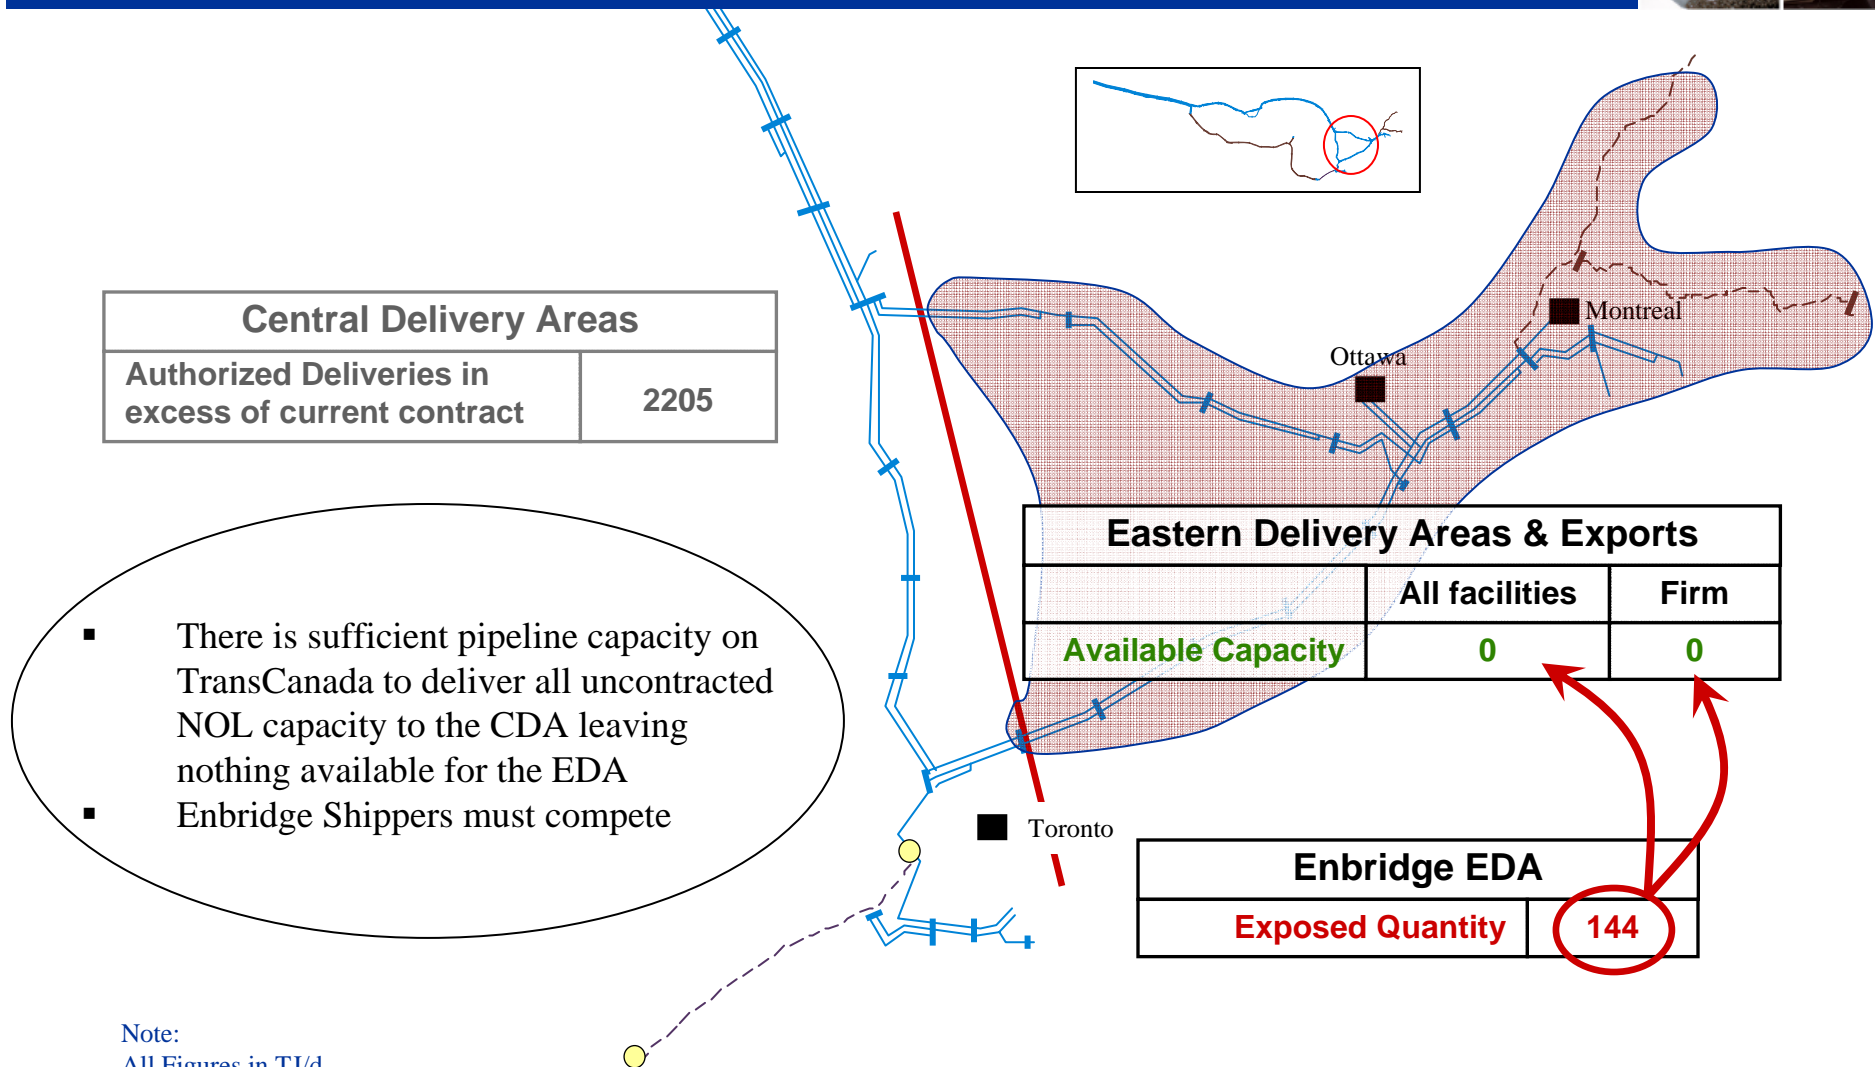 Central Delivery Areas
Authorized Deliveries in
excess of current contract
2205
▪ There is sufficient pipeline capacity on
TransCanada to deliver all uncontracted
NOL capacity to the CDA leaving
nothing available for the EDA
▪ Enbridge Shippers must compete
Montreal
Ottawa
Eastern Delivery Areas & Exports
All facilities Firm
Available Capacity 0 0
Toronto
Enbridge EDA
Exposed Quantity 144
Note:
All Figures in TJ/d